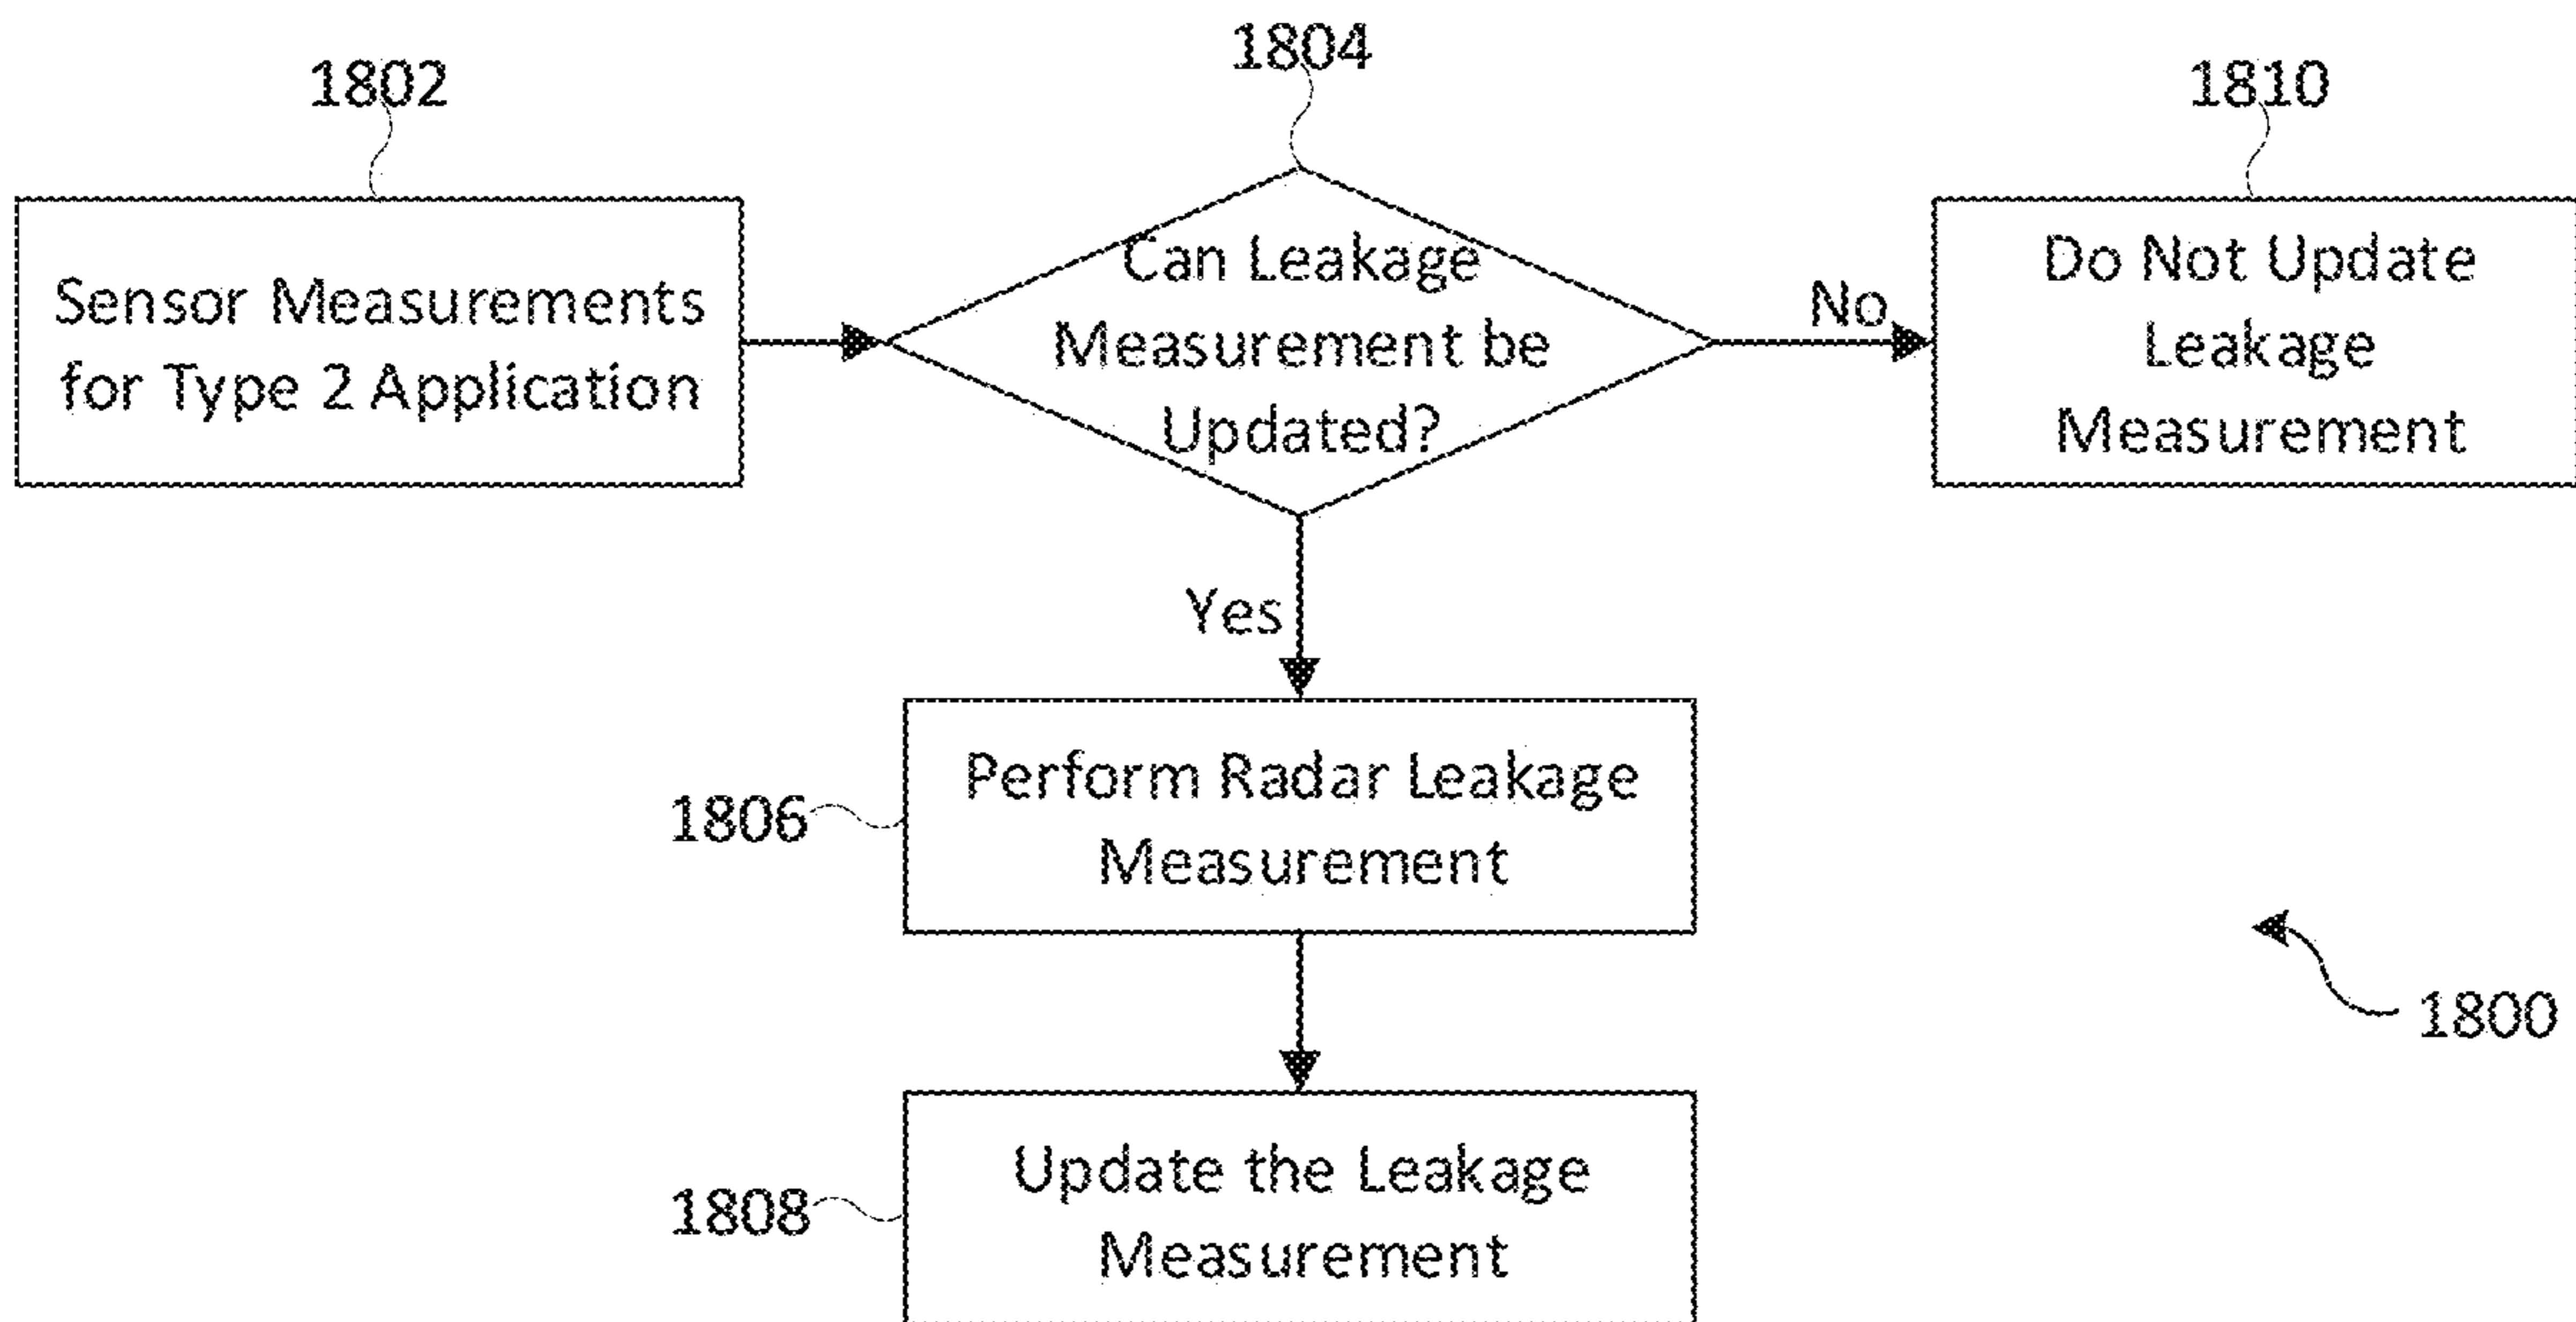 1802
1804
1810
Sensor Measurements
for Type 2 Application
Can Leakage
Measurement be
Updated?
No
Do Not Update
Leakage
Measurement
Yes
1806
Perform Radar Leakage
Measurement
1800
1808
Update the Leakage
Measurement